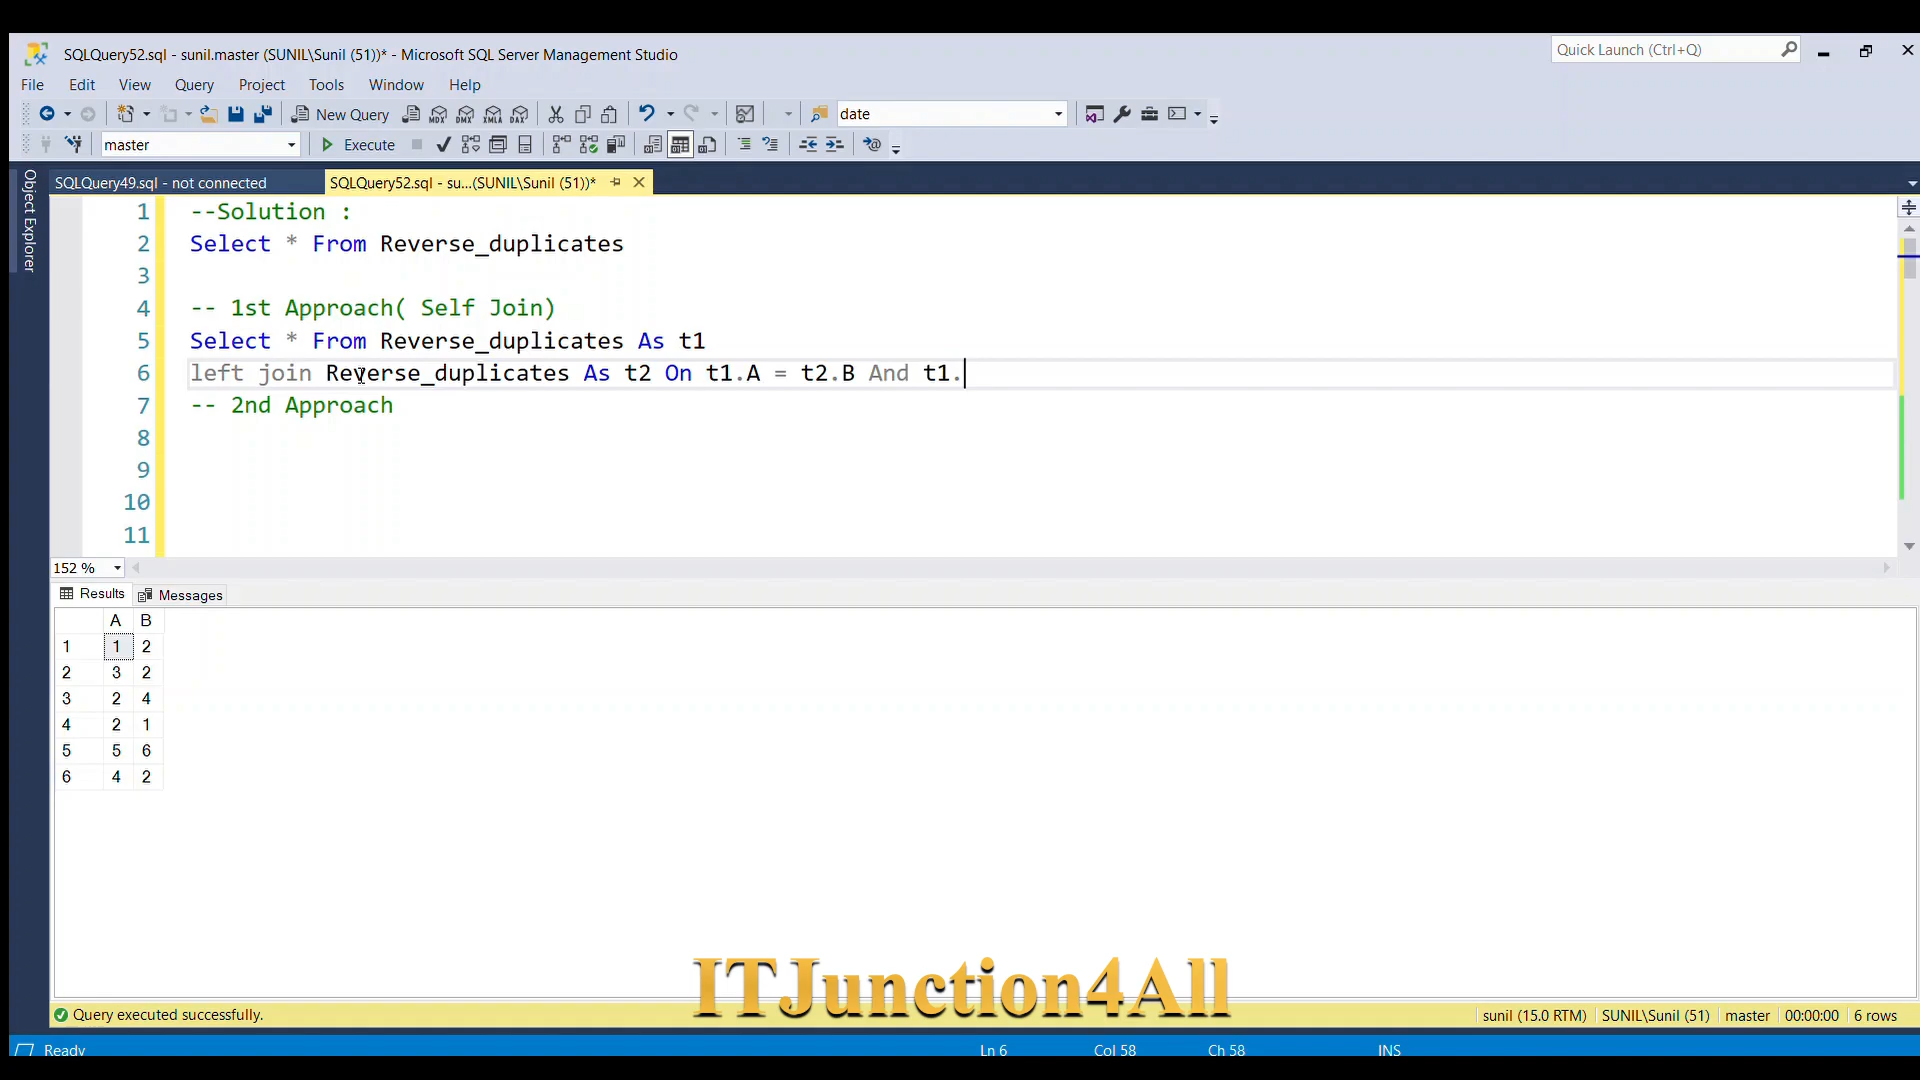 SQLQuery52.sql - sunil.master (SUNIL\Sunil (51))* - Microsoft SQL Server Management Studio
Quick Launch (Ctrl+Q)
File Edit View Query Project Tools Window Help
New Query MDX DMX XMLA DAX date
master Execute
Object Explorer
SQLQuery49.sql - not connected SQLQuery52.sql - su...(SUNIL\Sunil (51))*
1 --Solution :
2 Select * From Reverse_duplicates
3
4 -- 1st Approach( Self Join)
5 Select * From Reverse_duplicates As t1
6 left join Reverse_duplicates As t2 On t1.A = t2.B And t1.
7 -- 2nd Approach
8
9
10
11
152 %
Results Messages
A B
1 1 2
2 3 2
3 2 4
4 2 1
5 5 6
6 4 2
ITJunction4All
Query executed successfully. sunil (15.0 RTM) SUNIL\Sunil (51) master 00:00:00 6 rows
Ready Ln 6 Col 58 Ch 58 INS